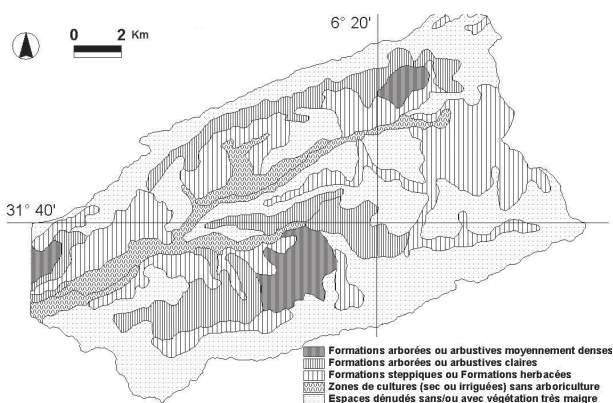 6° 20'
0 2 Km
31° 40'
Formations arborées ou arbustives moyennement denses
Formations arborées ou arbustives claires
Formations steppiques ou Formations herbacées
Zones de cultures (sec ou irriguées) sans arboriculture
Espaces dénudés sans/ou avec végétation très maigre